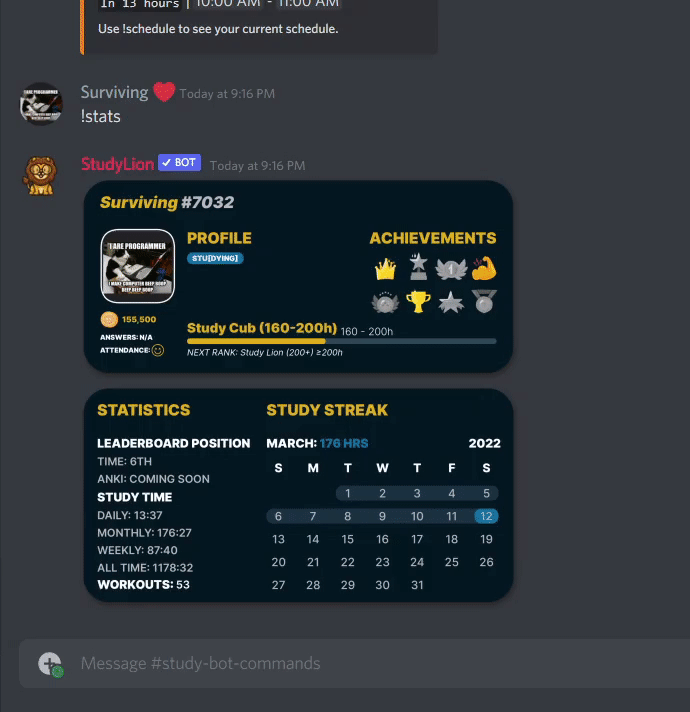 In 13 hours | 10:00 AM - 11:00 AM
Use !schedule to see your current schedule.
Surviving Today at 9:16 PM
!stats
StudyLion ✓ BOT Today at 9:16 PM
Surviving #7032
PROFILE
STU[DYING]
ACHIEVEMENTS
I ARE PROGRAMMER
I MAKE COMPUTER BEEP BOOP
BEEP BEEP BOOP
1
155,500
ANSWERS: N/A
ATTENDANCE:
Study Cub (160-200h) 160 - 200h
NEXT RANK: Study Lion (200+) ≥200h
STATISTICS
LEADERBOARD POSITION
TIME: 6TH
ANKI: COMING SOON
STUDY TIME
DAILY: 13:37
MONTHLY: 176:27
WEEKLY: 87:40
ALL TIME: 1178:32
WORKOUTS: 53
STUDY STREAK
MARCH: 176 HRS 2022
S M T W T F S
1 2 3 4 5
6 7 8 9 10 11 12
13 14 15 16 17 18 19
20 21 22 23 24 25 26
27 28 29 30 31
Message #study-bot-commands